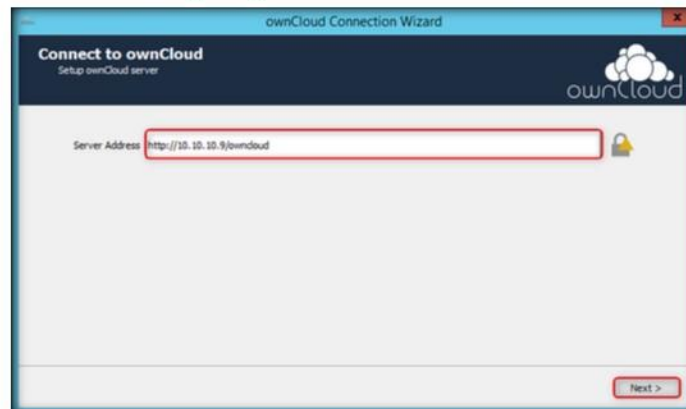 ownCloud Connection Wizard
x
Connect to ownCloud
Setup ownCloud server
ownCloud
Server Address http://10.10.10.9/owncloud
Next >